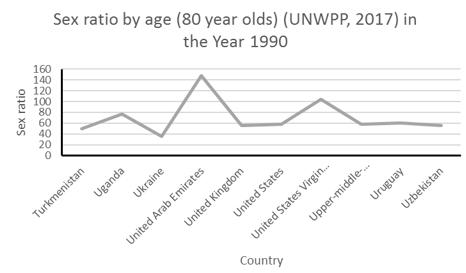 Sex ratio by age (80 year olds) (UNWPP, 2017) in
the Year 1990
160
140
120
100
80
60
40
20
0
Sex ratio
Turkmenistan
Uganda
Ukraine
United Arab Emirates
United Kingdom
United States
United States Virgin...
Upper-middle-...
Uruguay
Uzbekistan
Country